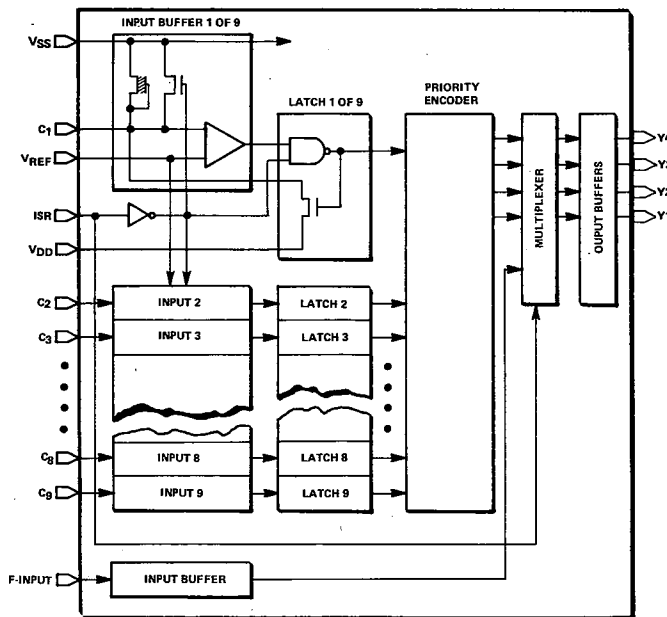 INPUT BUFFER 1 OF 9
VSS
C1
VREF
ISR
VDD
LATCH 1 OF 9
PRIORITY
ENCODER
MULTIPLEXER
OUPUT BUFFERS
Y4
Y3
Y2
Y1
C2
INPUT 2
LATCH 2
C3
INPUT 3
LATCH 3
C8
INPUT 8
LATCH 8
C9
INPUT 9
LATCH 9
F-INPUT
INPUT BUFFER